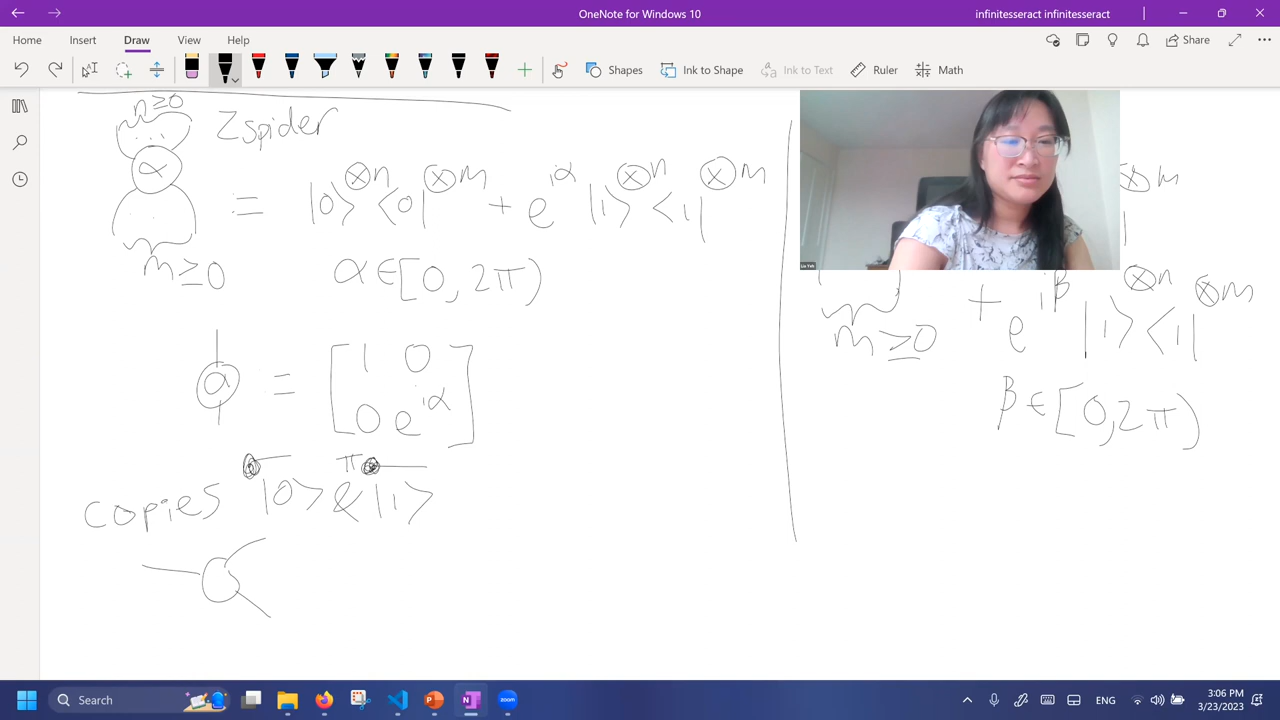 OneNote for Windows 10
infinitesseract infinitesseract
Home Insert Draw View Help
Share
Shapes
Ink to Shape
Ink to Text
Ruler
Math
n≥0
...
Z spider
α
= |0>⊗n <0|⊗m + e^iα |1>⊗n <1|⊗m
m≥0
α∈[0, 2π)
α = [1 0
0 e^iα]
π
copies |0> & |1>
⊗m
|
m≥0
+ e^iβ |1>⊗n <1|⊗m
β∈[0,2π)
Search
ENG
3:06 PM
3/23/2023
zoom